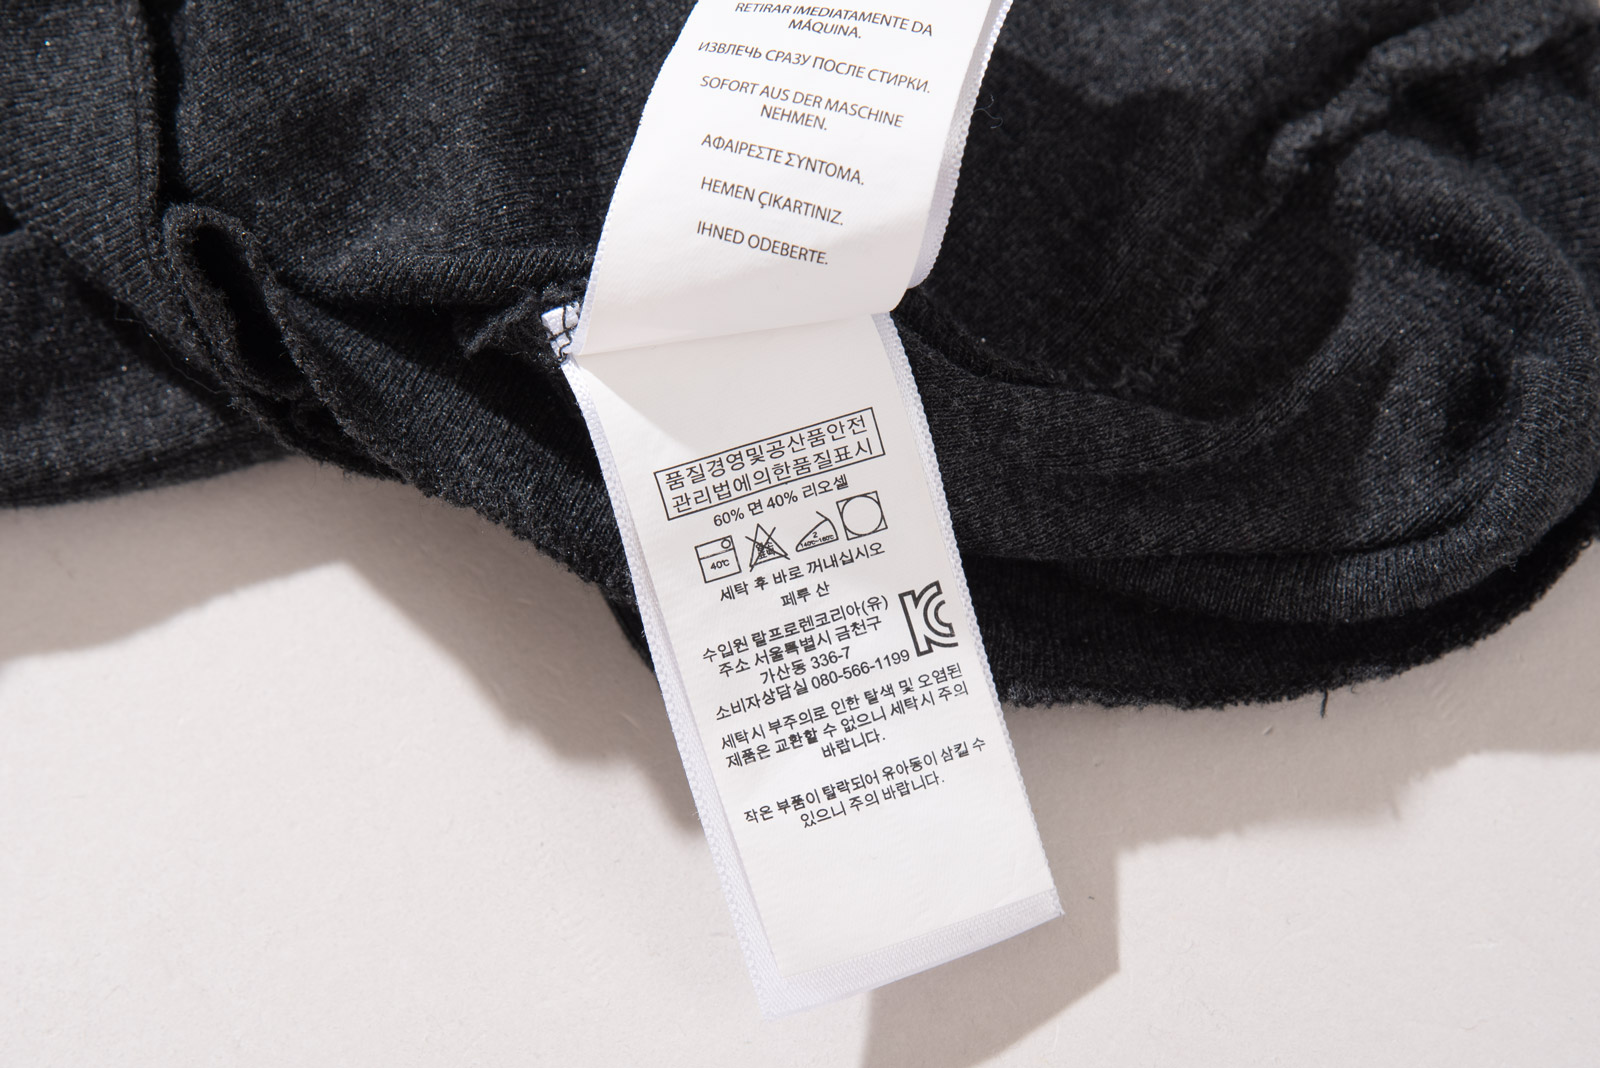 RETIRAR IMEDIATAMENTE DA
MÁQUINA.
ИЗВЛЕЧЬ СРАЗУ ПОСЛЕ СТИРКИ.
SOFORT AUS DER MASCHINE
NEHMEN.
ΑΦΑΙΡΕΣΤΕ ΣΥΝΤΟΜΑ.
HEMEN ÇIKARTINIZ.
IHNED ODEBERTE.
품질경영및공산품안전
관리법에의한품질표시
60% 면 40% 리오셀
40℃
2
140℃~160℃
세탁 후 바로 꺼내십시오
페루 산
수입원 랄프로렌코리아(유)
주소 서울특별시 금천구
가산동 336-7
소비자상담실 080-566-1199
세탁시 부주의로 인한 탈색 및 오염된
제품은 교환할 수 없으니 세탁시 주의
바랍니다.
작은 부품이 탈락되어 유아동이 삼킬 수
있으니 주의 바랍니다.